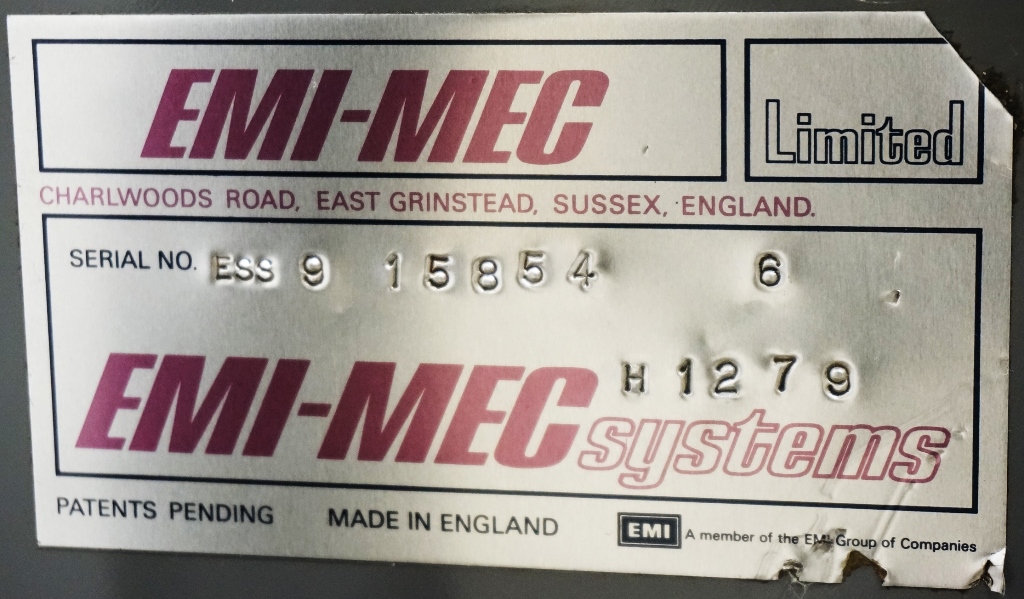 EMI-MEC Limited
CHARLWOODS ROAD, EAST GRINSTEAD, SUSSEX, ENGLAND.
SERIAL NO. ESS 9 15854 6
H1279
EMI-MEC systems
PATENTS PENDING MADE IN ENGLAND EMI A member of the EMI Group of Companies